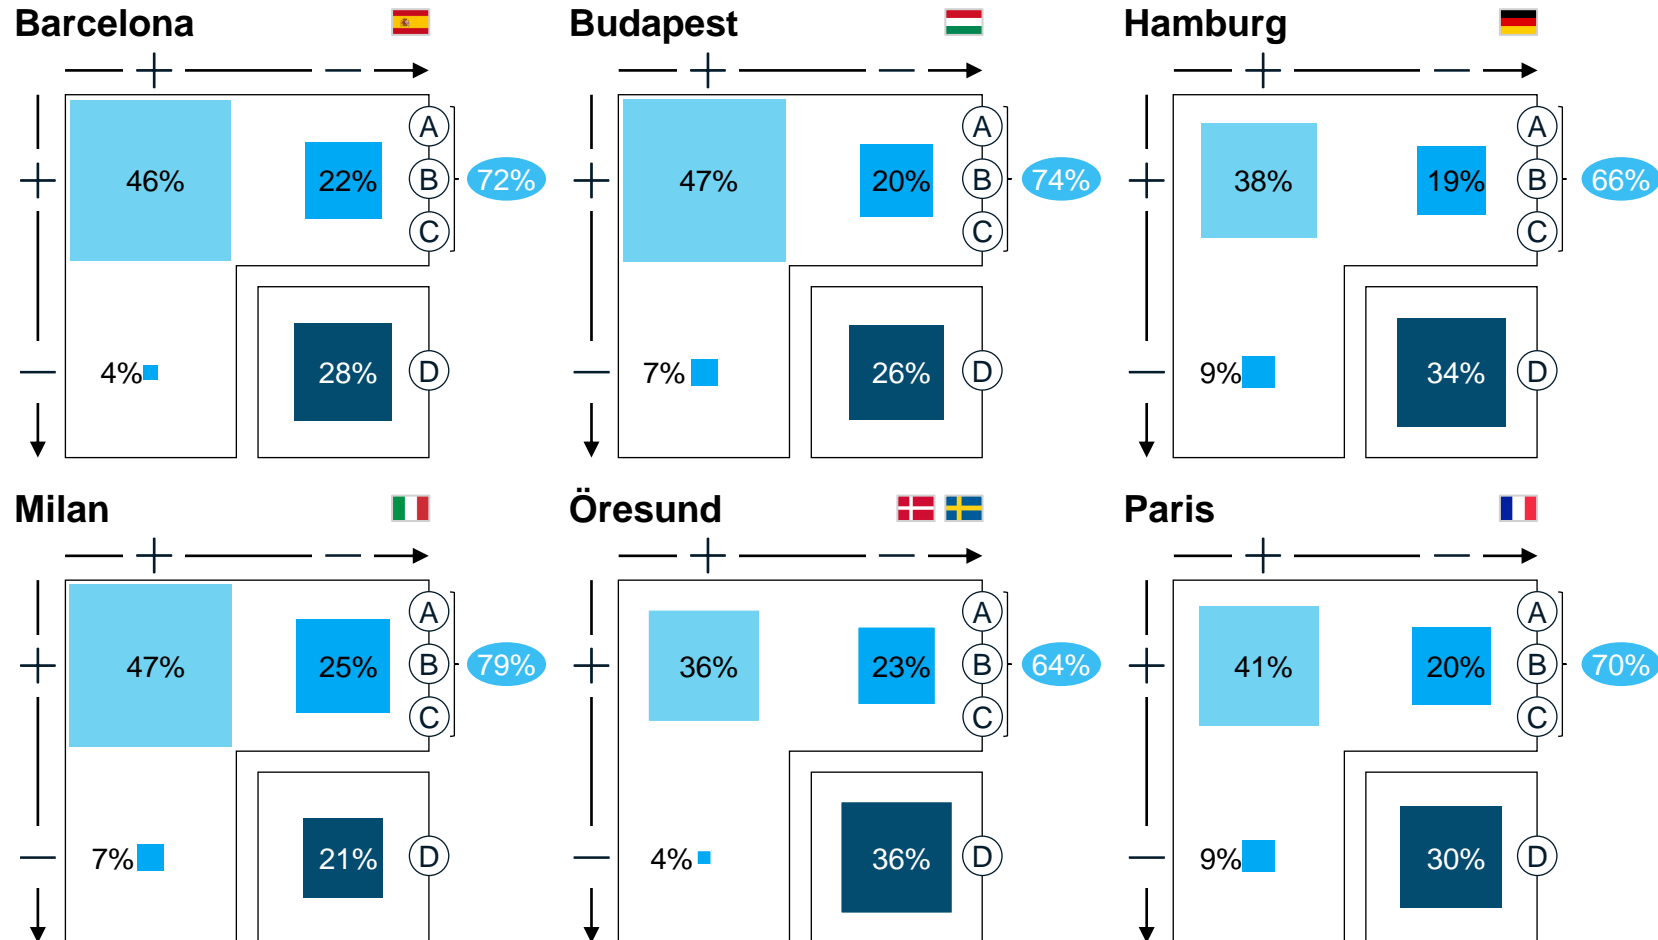 Barcelona
46%
22%
A
B
C
72%
4%
28%
D
Budapest
47%
20%
A
B
C
74%
7%
26%
D
Hamburg
38%
19%
A
B
C
66%
9%
34%
D
Milan
47%
25%
A
B
C
79%
7%
21%
D
Öresund
36%
23%
A
B
C
64%
4%
36%
D
Paris
41%
20%
A
B
C
70%
9%
30%
D